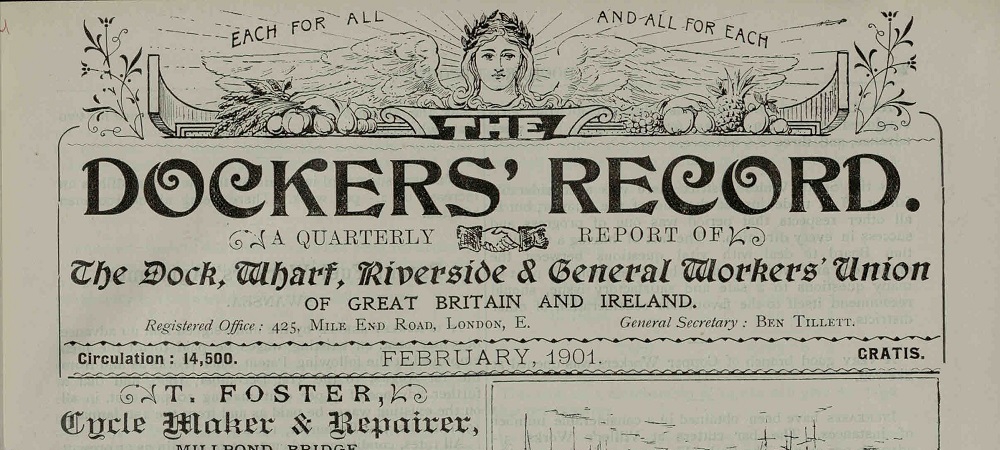 EACH FOR ALL
AND ALL FOR EACH
THE
DOCKERS' RECORD.
A QUARTERLY REPORT OF
The Dock, Wharf, Riverside & General Workers' Union
OF GREAT BRITAIN AND IRELAND.
Registered Office: 425, MILE END ROAD, LONDON, E. General Secretary: BEN TILLETT.
Circulation: 14,500. FEBRUARY, 1901. GRATIS.
T. FOSTER,
Cycle Maker & Repairer,
MILLPOND BRIDGE